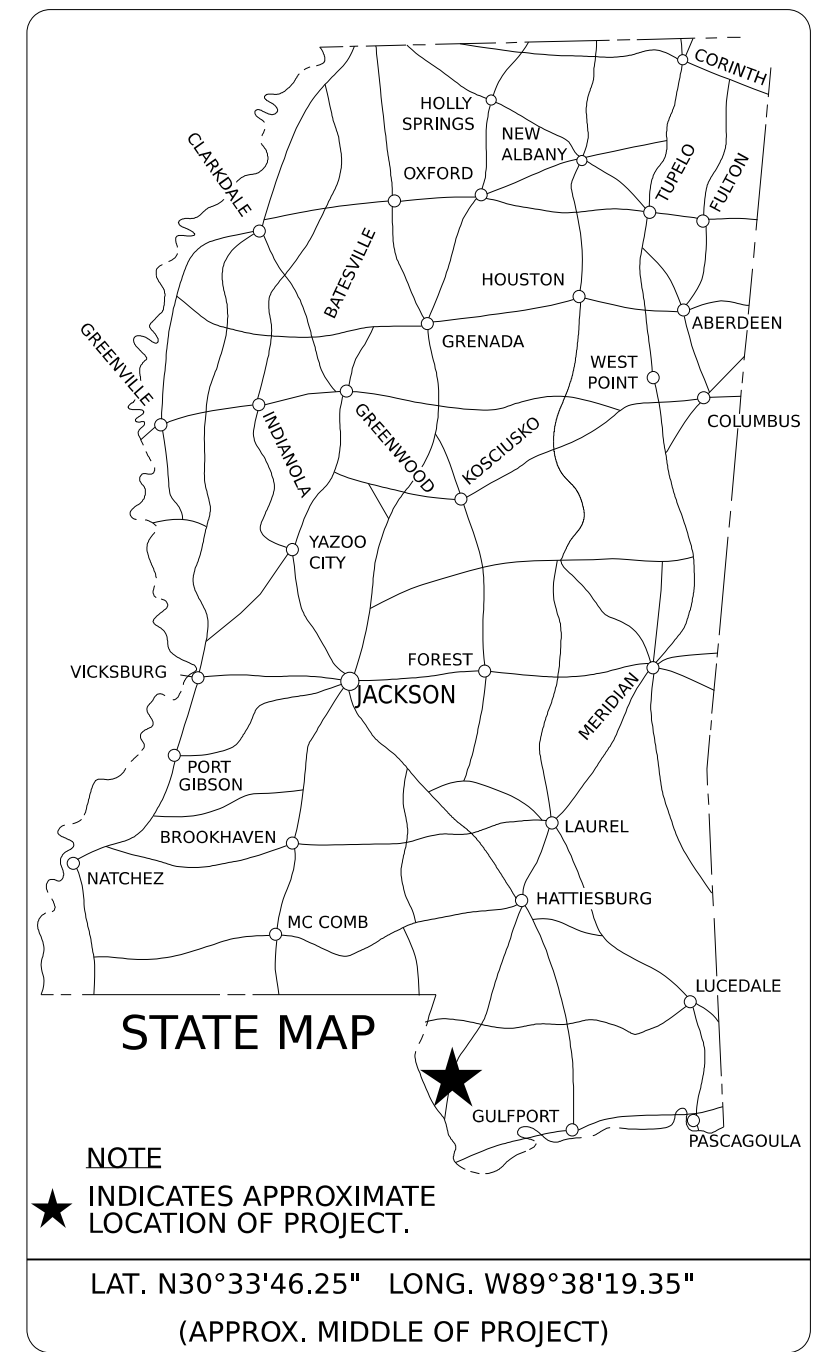 CORINTH
HOLLY
SPRINGS
NEW
ALBANY
CLARKDALE
OXFORD
TUPELO
FULTON
BATESVILLE
HOUSTON
ABERDEEN
GREENVILLE
GRENADA
WEST
POINT
COLUMBUS
INDIANOLA
GREENWOOD
KOSCIUSKO
YAZOO
CITY
VICKSBURG
FOREST
JACKSON
MERIDIAN
PORT
GIBSON
BROOKHAVEN
LAUREL
NATCHEZ
HATTIESBURG
MC COMB
LUCEDALE
STATE MAP
GULFPORT
PASCAGOULA
NOTE
INDICATES APPROXIMATE
LOCATION OF PROJECT.
LAT. N30°33'46.25" LONG. W89°38'19.35"
(APPROX. MIDDLE OF PROJECT)